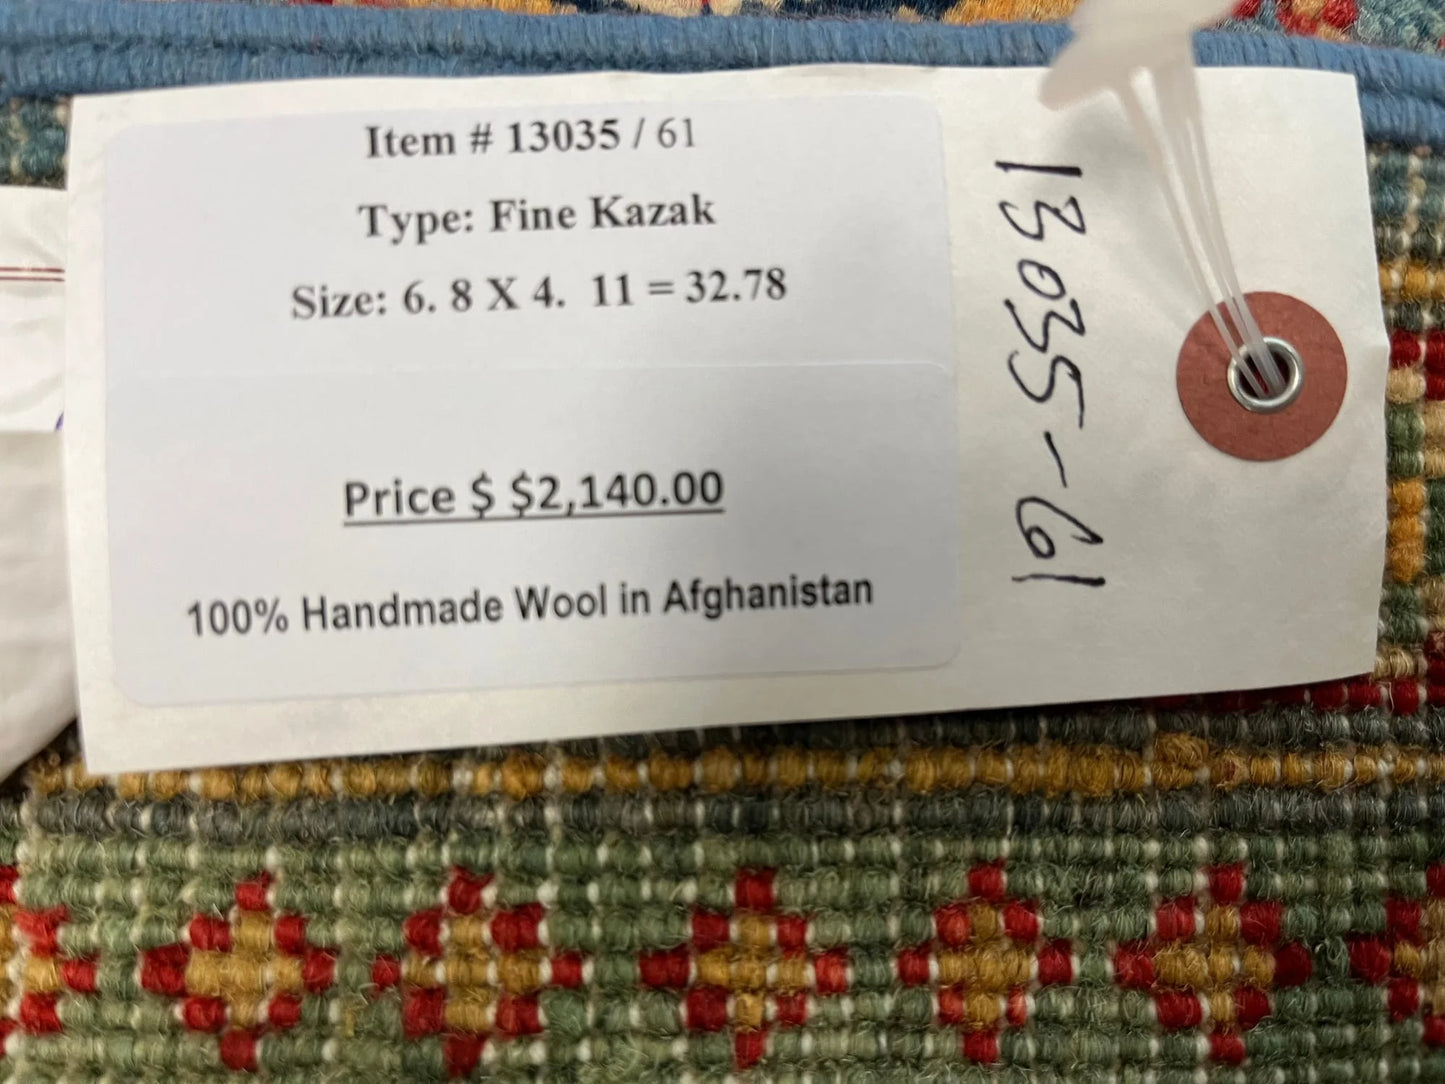 Item # 13035 / 61
Type: Fine Kazak
Size: 6. 8 X 4.  11 = 32.78
Price $ $2,140.00
100% Handmade Wool in Afghanistan
13035-61